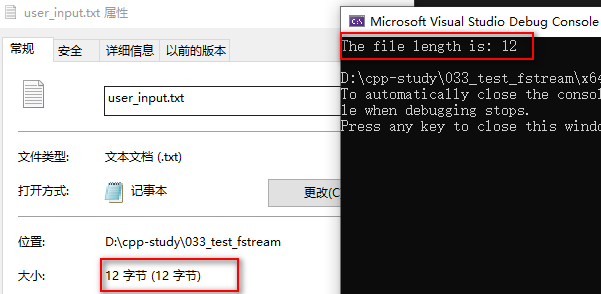 user_input.txt 属性
常规 安全 详细信息 以前的版本
user_input.txt
文件类型: 文本文档 (.txt)
打开方式: 记事本 更改(C)
位置: D:\cpp-study\033_test_fstream
大小: 12 字节 (12 字节)
Microsoft Visual Studio Debug Console
The file length is: 12
D:\cpp-study\033_test_fstream\x64
To automatically close the conso
le when debugging stops.
Press any key to close this windo